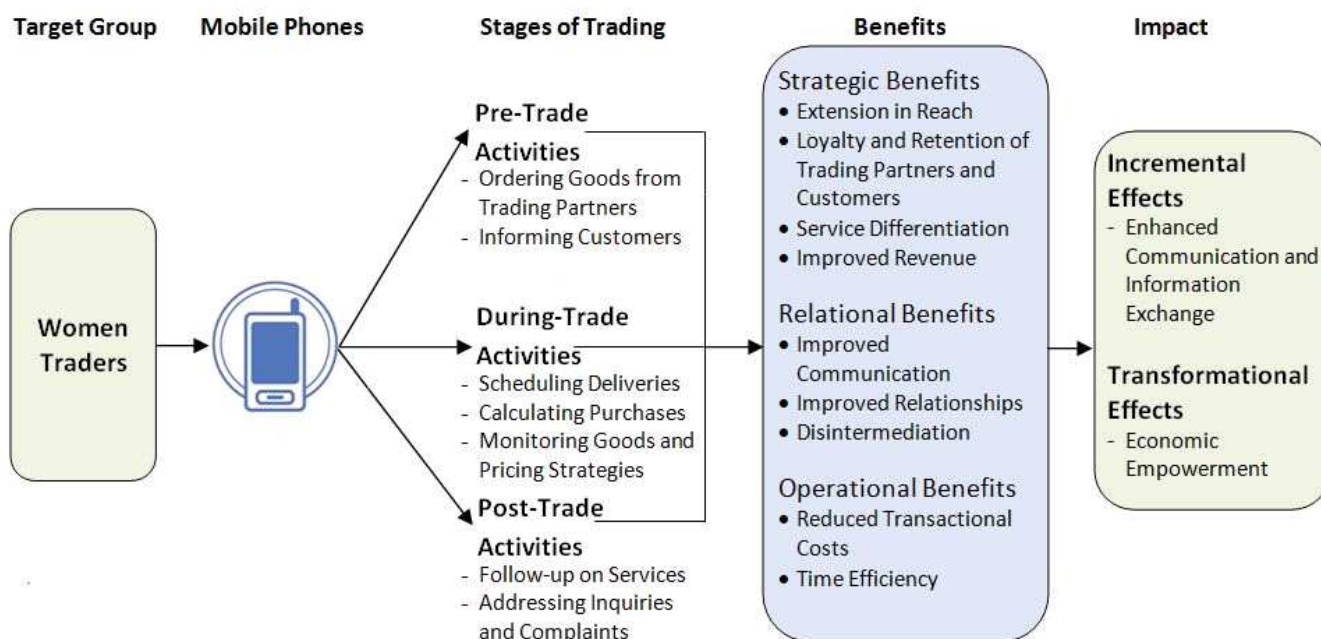 Target Group
Mobile Phones
Stages of Trading
Benefits
Impact
Women
Traders
Pre-Trade
Activities
- Ordering Goods from
Trading Partners
- Informing Customers
During-Trade
Activities
- Scheduling Deliveries
- Calculating Purchases
- Monitoring Goods and
Pricing Strategies
Post-Trade
Activities
- Follow-up on Services
- Addressing Inquiries
and Complaints
Strategic Benefits
• Extension in Reach
• Loyalty and Retention of
Trading Partners and
Customers
• Service Differentiation
• Improved Revenue
Relational Benefits
• Improved
Communication
• Improved Relationships
• Disintermediation
Operational Benefits
• Reduced Transactional
Costs
• Time Efficiency
Incremental
Effects
- Enhanced
Communication and
Information
Exchange
Transformational
Effects
- Economic
Empowerment